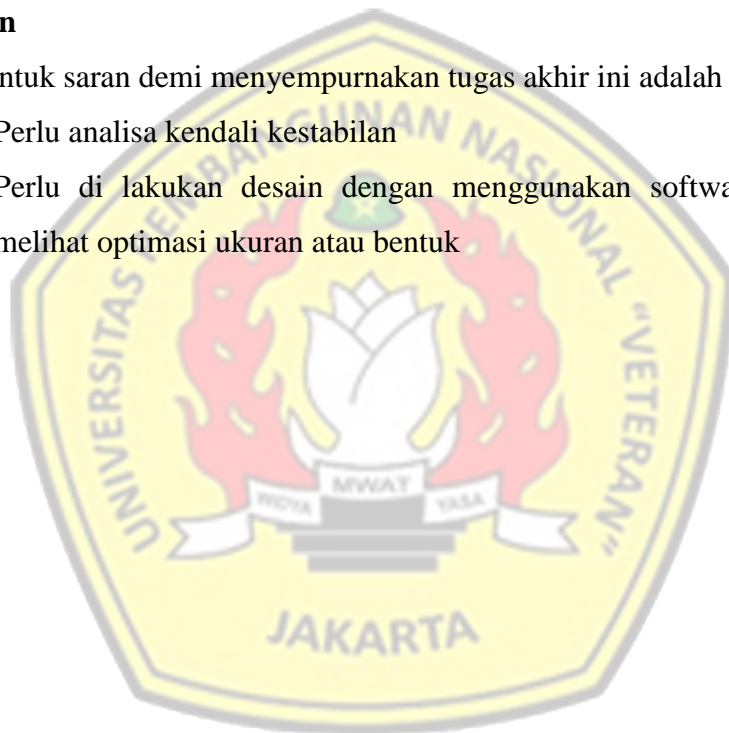 n
ntuk saran demi menyempurnakan tugas akhir ini adalah
Perlu analisa kendali kestabilan
Perlu di lakukan desain dengan menggunakan softwa
melihat optimasi ukuran atau bentuk
UNIVERSITAS PEMBANGUNAN NASIONAL "VETERAN"
WIDYA MWAT YASA
JAKARTA